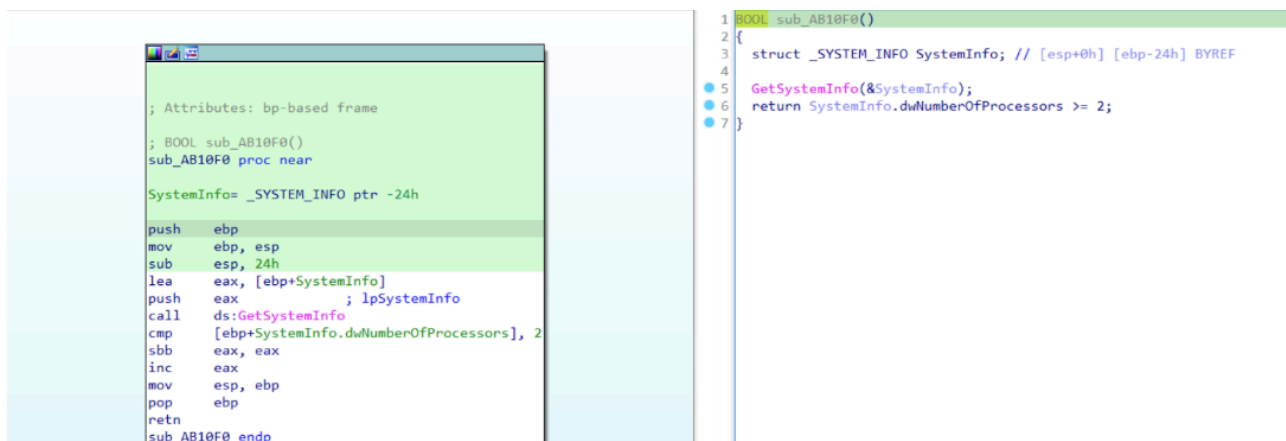 ; Attributes: bp-based frame
; BOOL sub_AB10F0()
sub_AB10F0 proc near
SystemInfo= _SYSTEM_INFO ptr -24h
push    ebp
mov     ebp, esp
sub     esp, 24h
lea     eax, [ebp+SystemInfo]
push    eax             ; lpSystemInfo
call    ds:GetSystemInfo
cmp     [ebp+SystemInfo.dwNumberOfProcessors], 2
sbb     eax, eax
inc     eax
mov     esp, ebp
pop     ebp
retn
sub_AB10F0 endp
1 BOOL sub_AB10F0()
2 {
3   struct _SYSTEM_INFO SystemInfo; // [esp+0h] [ebp-24h] BYREF
4
5   GetSystemInfo(&SystemInfo);
6   return SystemInfo.dwNumberOfProcessors >= 2;
7 }